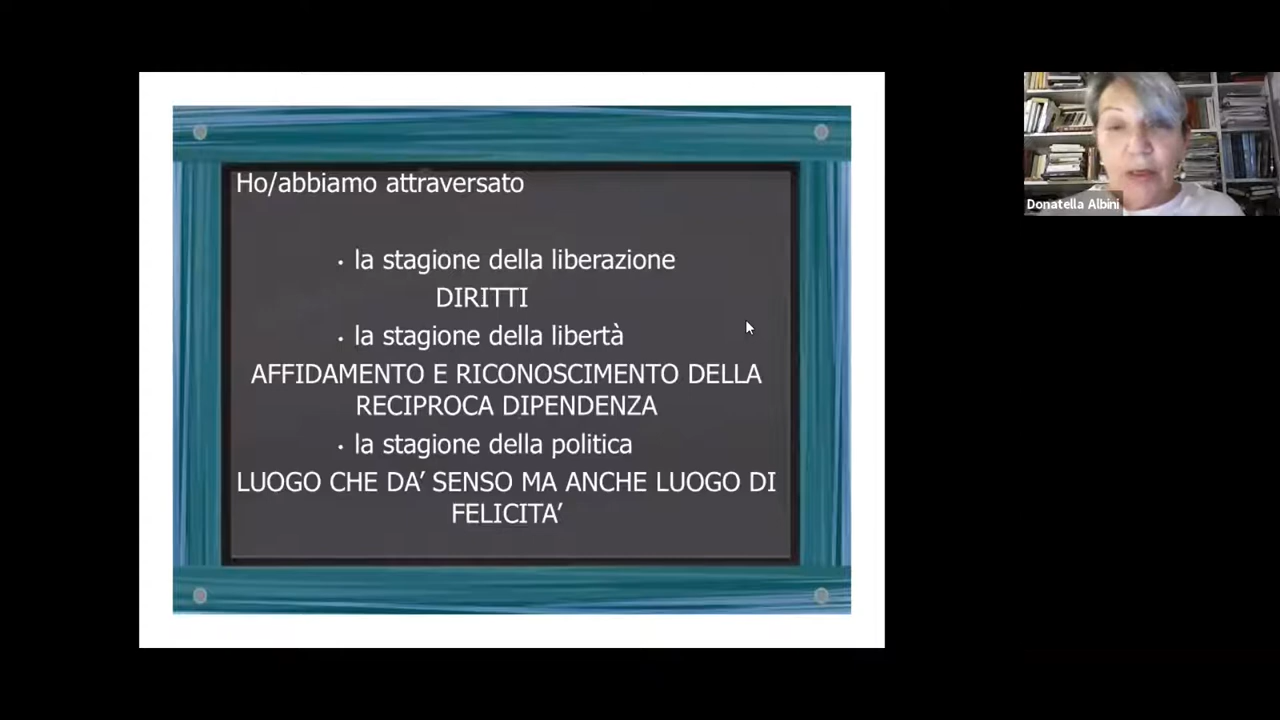 Ho/abbiamo attraversato
• la stagione della liberazione
DIRITTI
• la stagione della libertà
AFFIDAMENTO E RICONOSCIMENTO DELLA
RECIPROCA DIPENDENZA
• la stagione della politica
LUOGO CHE DA’ SENSO MA ANCHE LUOGO DI
FELICITA’
Donatella Albini